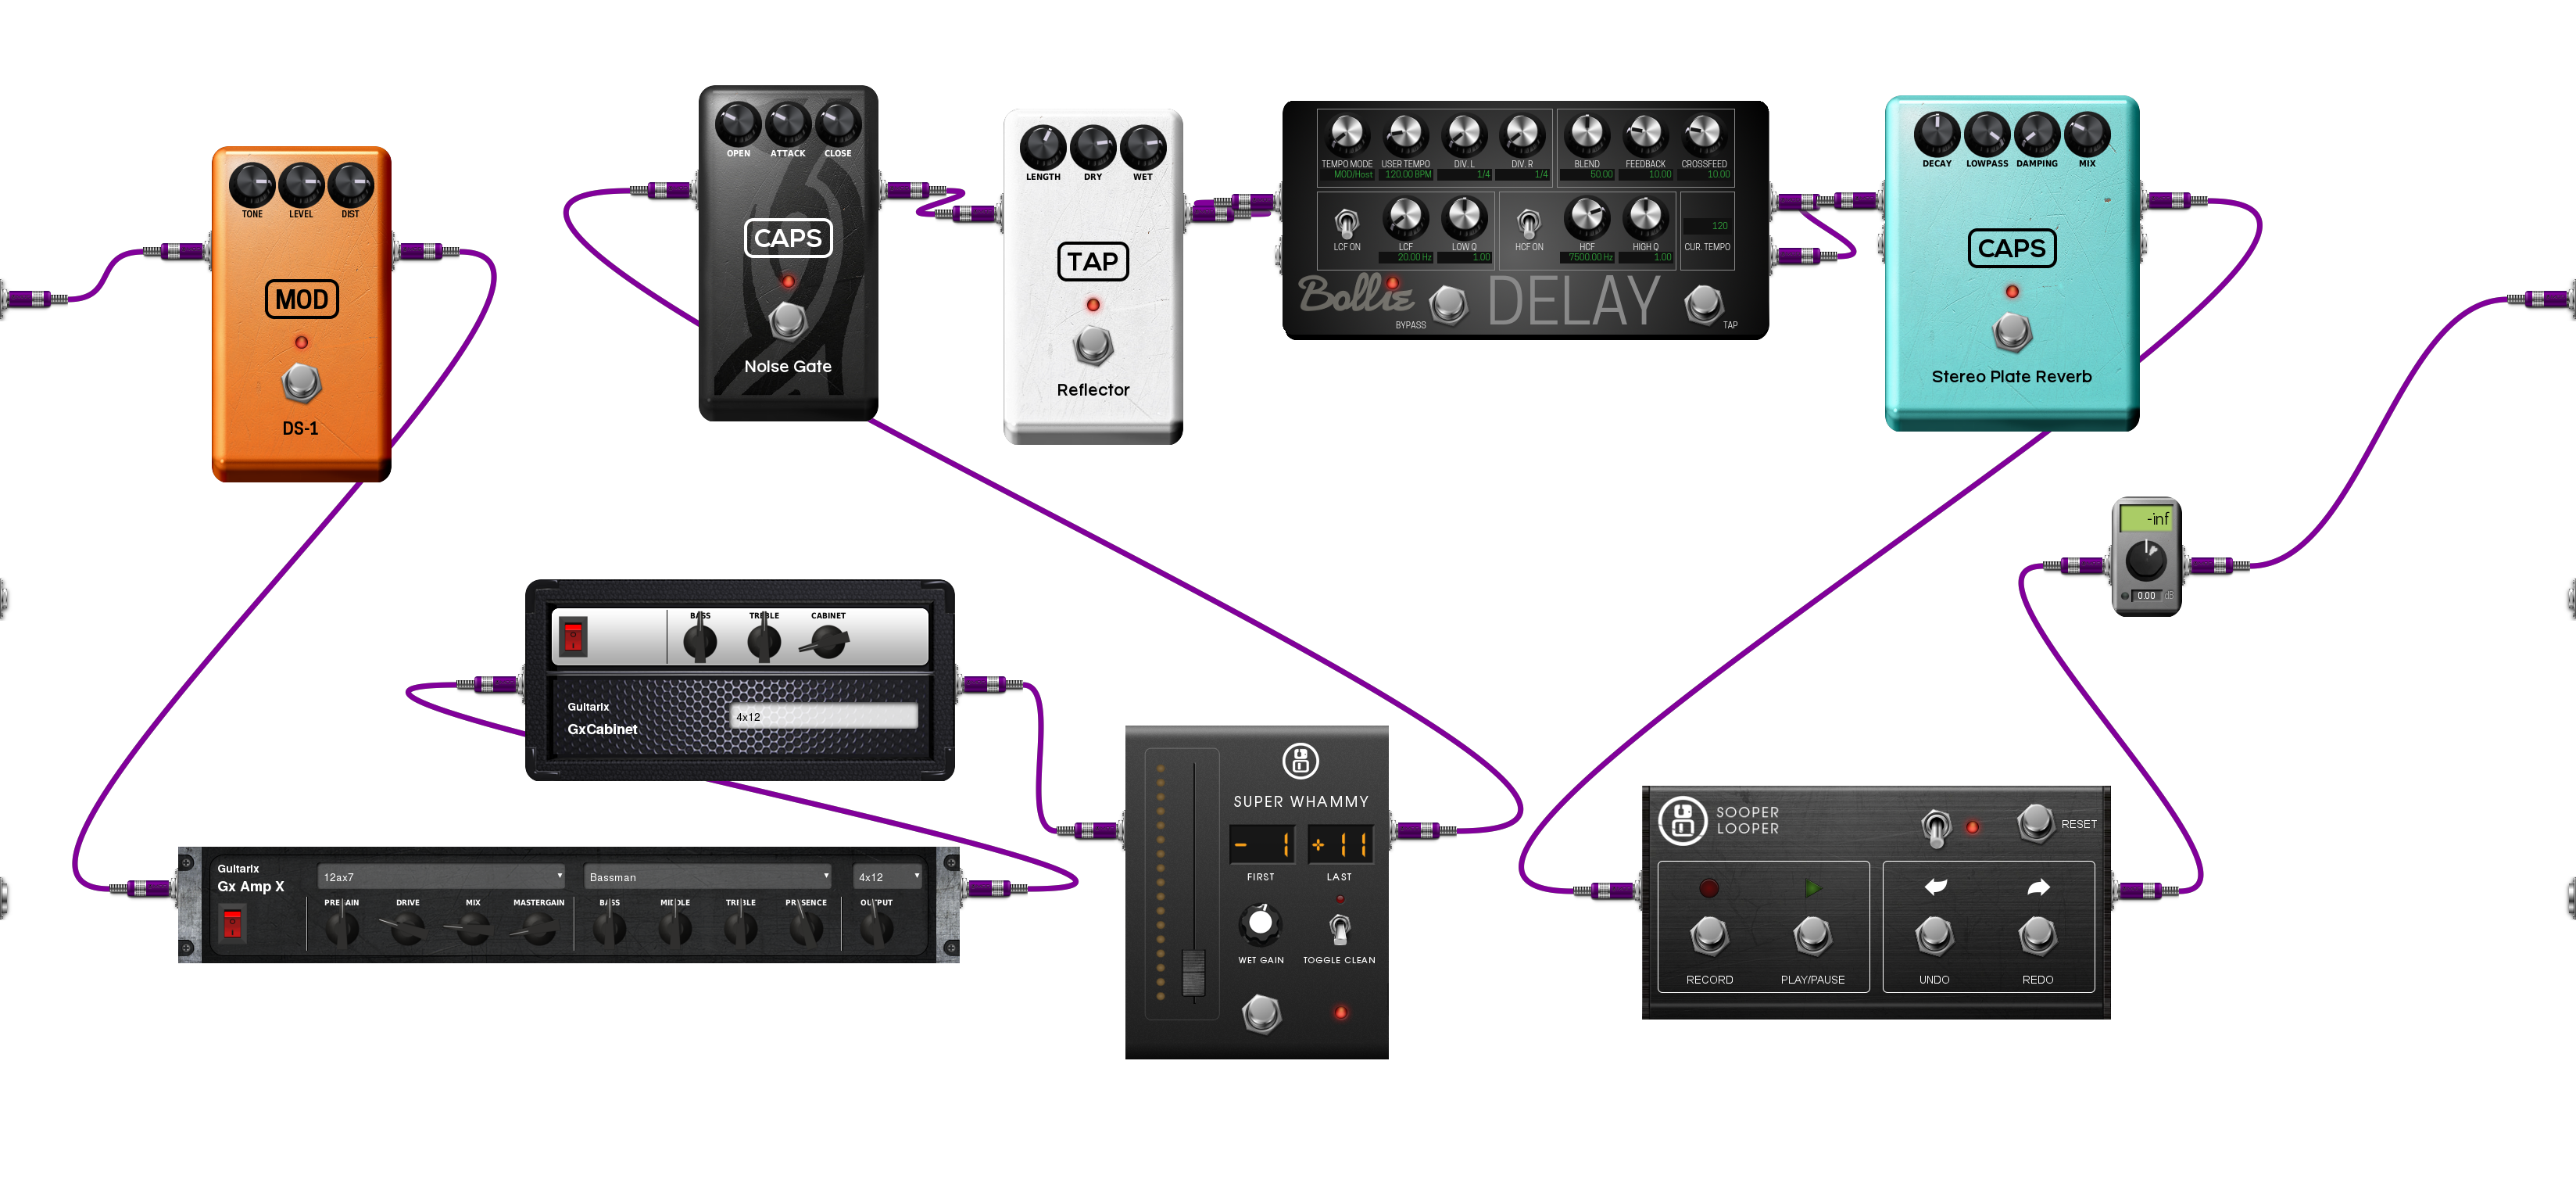 TONE LEVEL DIST
MOD
DS-1
OPEN ATTACK CLOSE
CAPS
Noise Gate
LENGTH DRY WET
TAP
Reflector
TEMPO MODE USER TEMPO DIV. L DIV. R BLEND FEEDBACK CROSSFEED
MOD/Host 120.00 BPM 1/4 1/4 50.00 10.00 10.00
LCF ON LCF LOW Q HCF ON HCF HIGH Q CUR. TEMPO
20.00 Hz 1.00 7500.00 Hz 1.00 120
Bollie DELAY
BYPASS TAP
DECAY LOWPASS DAMPING MIX
CAPS
Stereo Plate Reverb
-inf
0.00 dB
BASS TREBLE CABINET
Guitarix
GxCabinet
4x12
Guitarix
Gx Amp X
12ax7 Bassman 4x12
PREGAIN DRIVE MIX MASTERGAIN BASS MIDDLE TREBLE PRESENCE OUTPUT
SUPER WHAMMY
- 1 +11
FIRST LAST
WET GAIN TOGGLE CLEAN
SOOPER
LOOPER
RESET
RECORD PLAY/PAUSE UNDO REDO